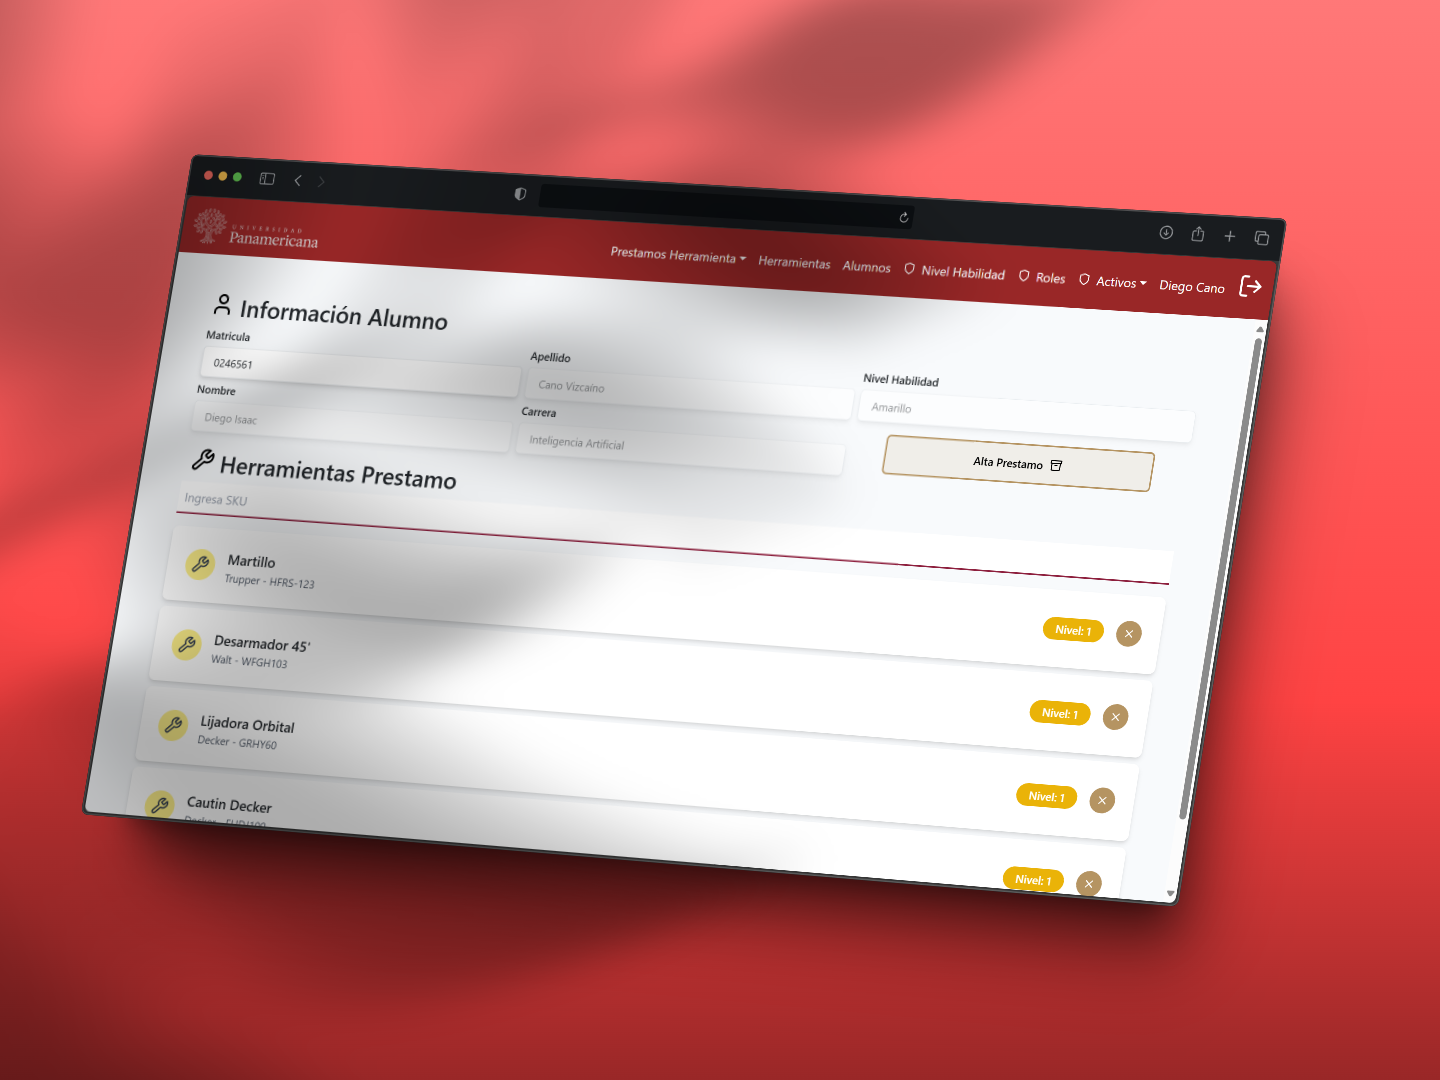 UNIVERSIDAD
Panamericana
Prestamos Herramienta Herramientas Alumnos Nivel Habilidad Roles Activos Diego Cano
Información Alumno
Matricula
0246561
Apellido
Cano Vizcaíno
Nivel Habilidad
Amarillo
Nombre
Diego Isaac
Carrera
Inteligencia Artificial
Alta Prestamo
Herramientas Prestamo
Ingresa SKU
Martillo
Trupper - HFRS-123
Nivel: 1
Desarmador 45'
Walt - WFGH103
Nivel: 1
Lijadora Orbital
Decker - GRHY60
Nivel: 1
Cautin Decker
Nivel: 1